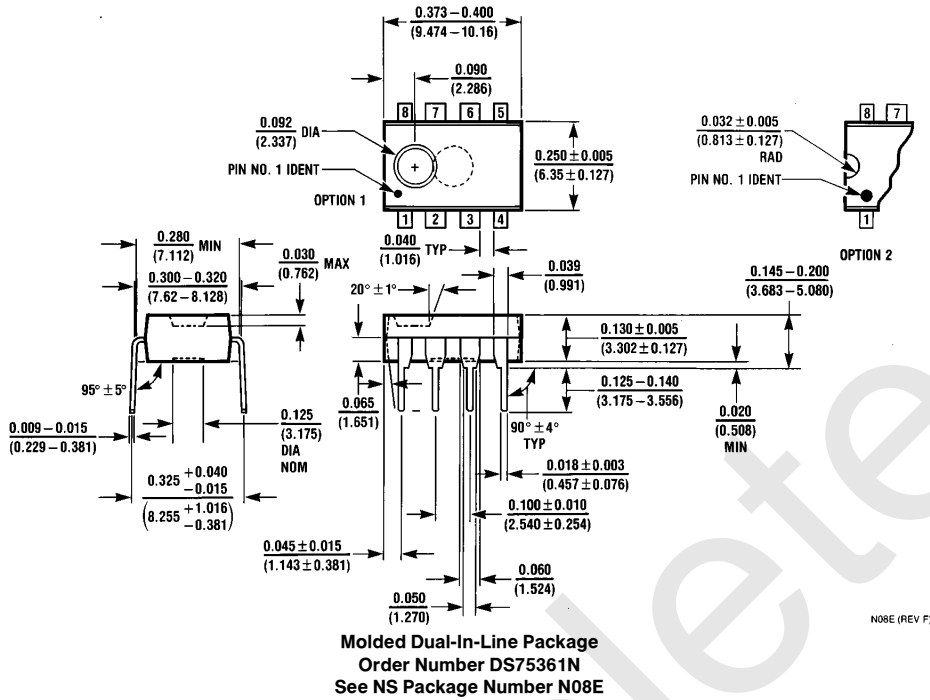 0.373 – 0.400
(9.474 – 10.16)
0.090
(2.286)
8 7 6 5
0.092 DIA
(2.337)
PIN NO. 1 IDENT
OPTION 1
+
0.250 ± 0.005
(6.35 ± 0.127)
1 2 3 4
8 7
0.032 ± 0.005
(0.813 ± 0.127)
RAD
PIN NO. 1 IDENT
1
OPTION 2
0.280 MIN
(7.112)
0.300 – 0.320
(7.62 – 8.128)
0.030 MAX
(0.762)
0.040 TYP
(1.016)
0.039
(0.991)
20° ± 1°
0.145 – 0.200
(3.683 – 5.080)
0.130 ± 0.005
(3.302 ± 0.127)
0.125 – 0.140
(3.175 – 3.556)
0.020
(0.508)
MIN
95° ± 5°
0.009 – 0.015
(0.229 – 0.381)
0.125
(3.175)
DIA
NOM
0.065
(1.651)
90° ± 4°
TYP
0.018 ± 0.003
(0.457 ± 0.076)
0.325 +0.040 −0.015
(8.255 +1.016 −0.381)
0.100 ± 0.010
(2.540 ± 0.254)
0.045 ± 0.015
(1.143 ± 0.381)
0.060
(1.524)
0.050
(1.270)
N08E (REV F)
Molded Dual-In-Line Package
Order Number DS75361N
See NS Package Number N08E
lete